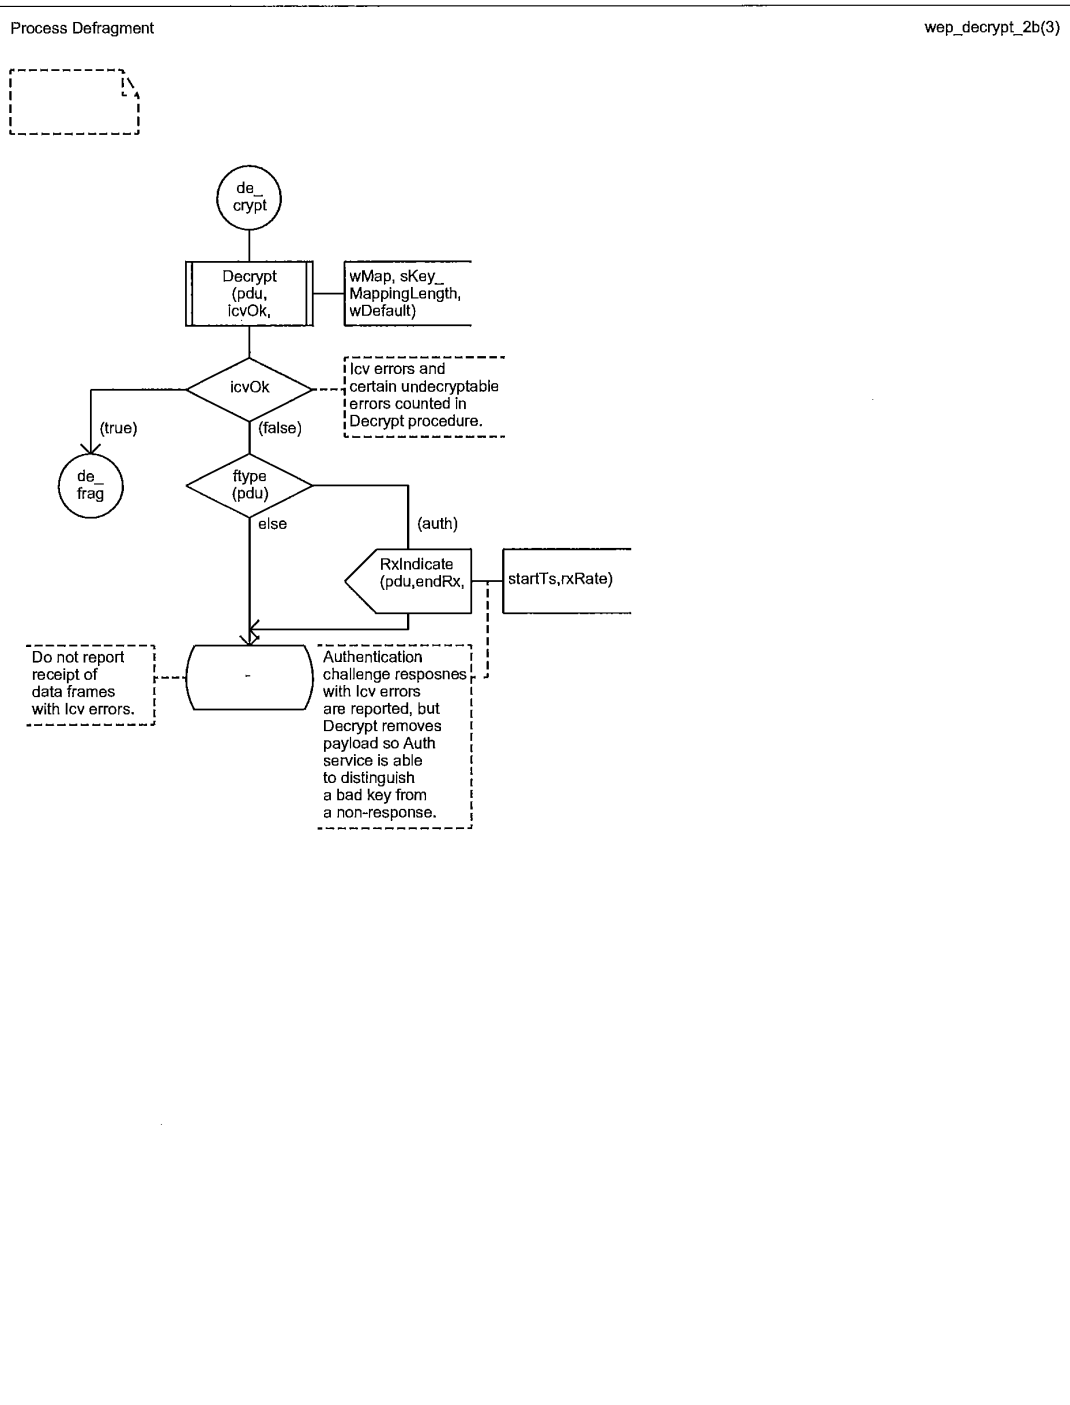 Process Defragment
wep_decrypt_2b(3)
de_
crypt
Decrypt
(pdu,
icvOk,
wMap, sKey_
MappingLength,
wDefault)
icvOk
Icv errors and
certain undecryptable
errors counted in
Decrypt procedure.
(true)
(false)
de_
frag
ftype
(pdu)
else
(auth)
RxIndicate
(pdu,endRx,
startTs,rxRate)
Do not report
receipt of
data frames
with Icv errors.
-
Authentication
challenge resposnes
with Icv errors
are reported, but
Decrypt removes
payload so Auth
service is able
to distinguish
a bad key from
a non-response.